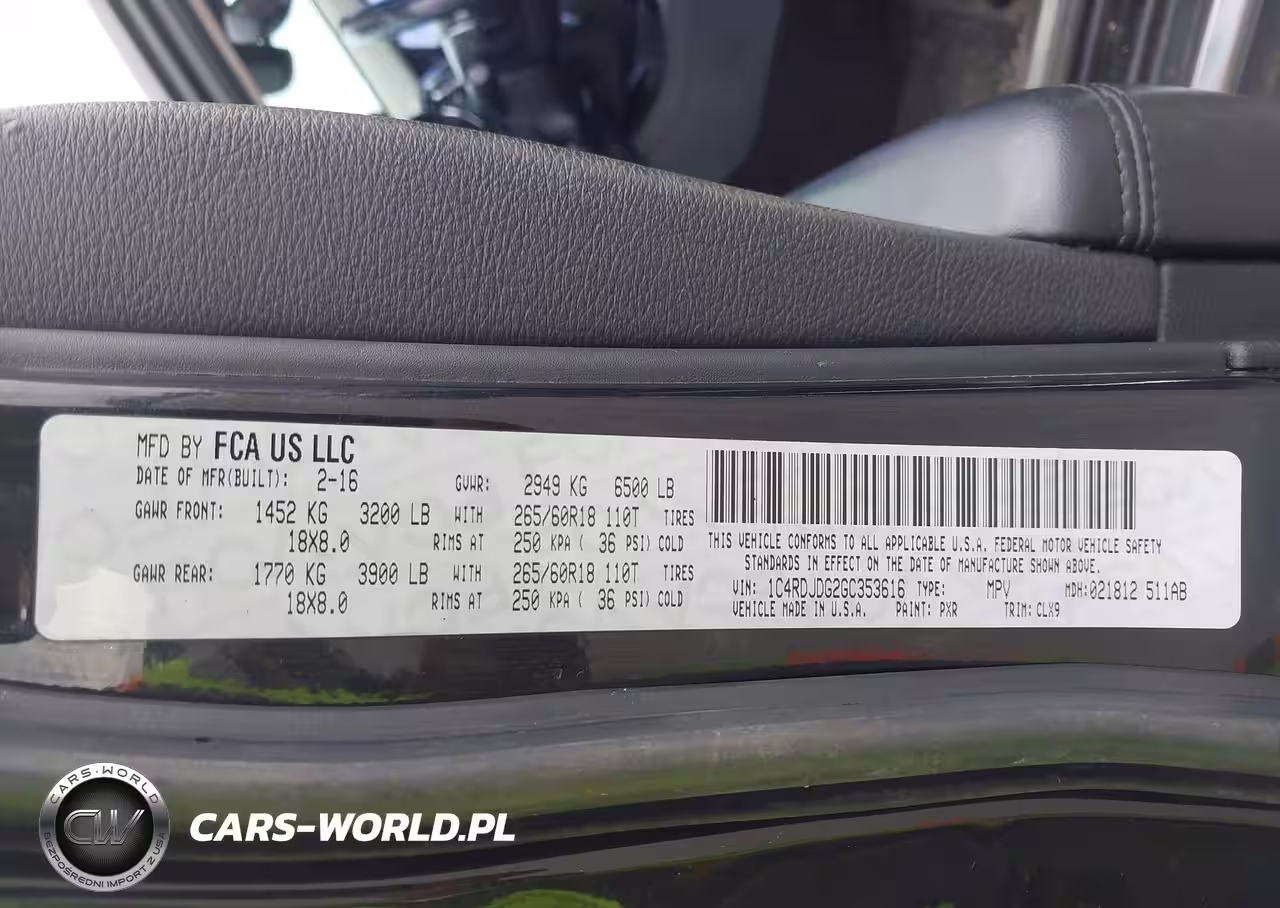 MFD BY FCA US LLC
DATE OF MFR(BUILT): 2-16 GVWR: 2949 KG 6500 LB
GAWR FRONT: 1452 KG 3200 LB WITH 265/60R18 110T TIRES
18X8.0 RIMS AT 250 KPA ( 36 PSI) COLD
GAWR REAR: 1770 KG 3900 LB WITH 265/60R18 110T TIRES
18X8.0 RIMS AT 250 KPA ( 36 PSI) COLD
THIS VEHICLE CONFORMS TO ALL APPLICABLE U.S.A. FEDERAL MOTOR VEHICLE SAFETY
STANDARDS IN EFFECT ON THE DATE OF MANUFACTURE SHOWN ABOVE.
VIN: 1C4RDJDG2GC353616 TYPE: MPV MDH:021812 511AB
VEHICLE MADE IN U.S.A. PAINT: PXR TRIM: CLX9
CARS-WORLD
CW
BEZPOŚREDNI IMPORT Z USA
CARS-WORLD.PL